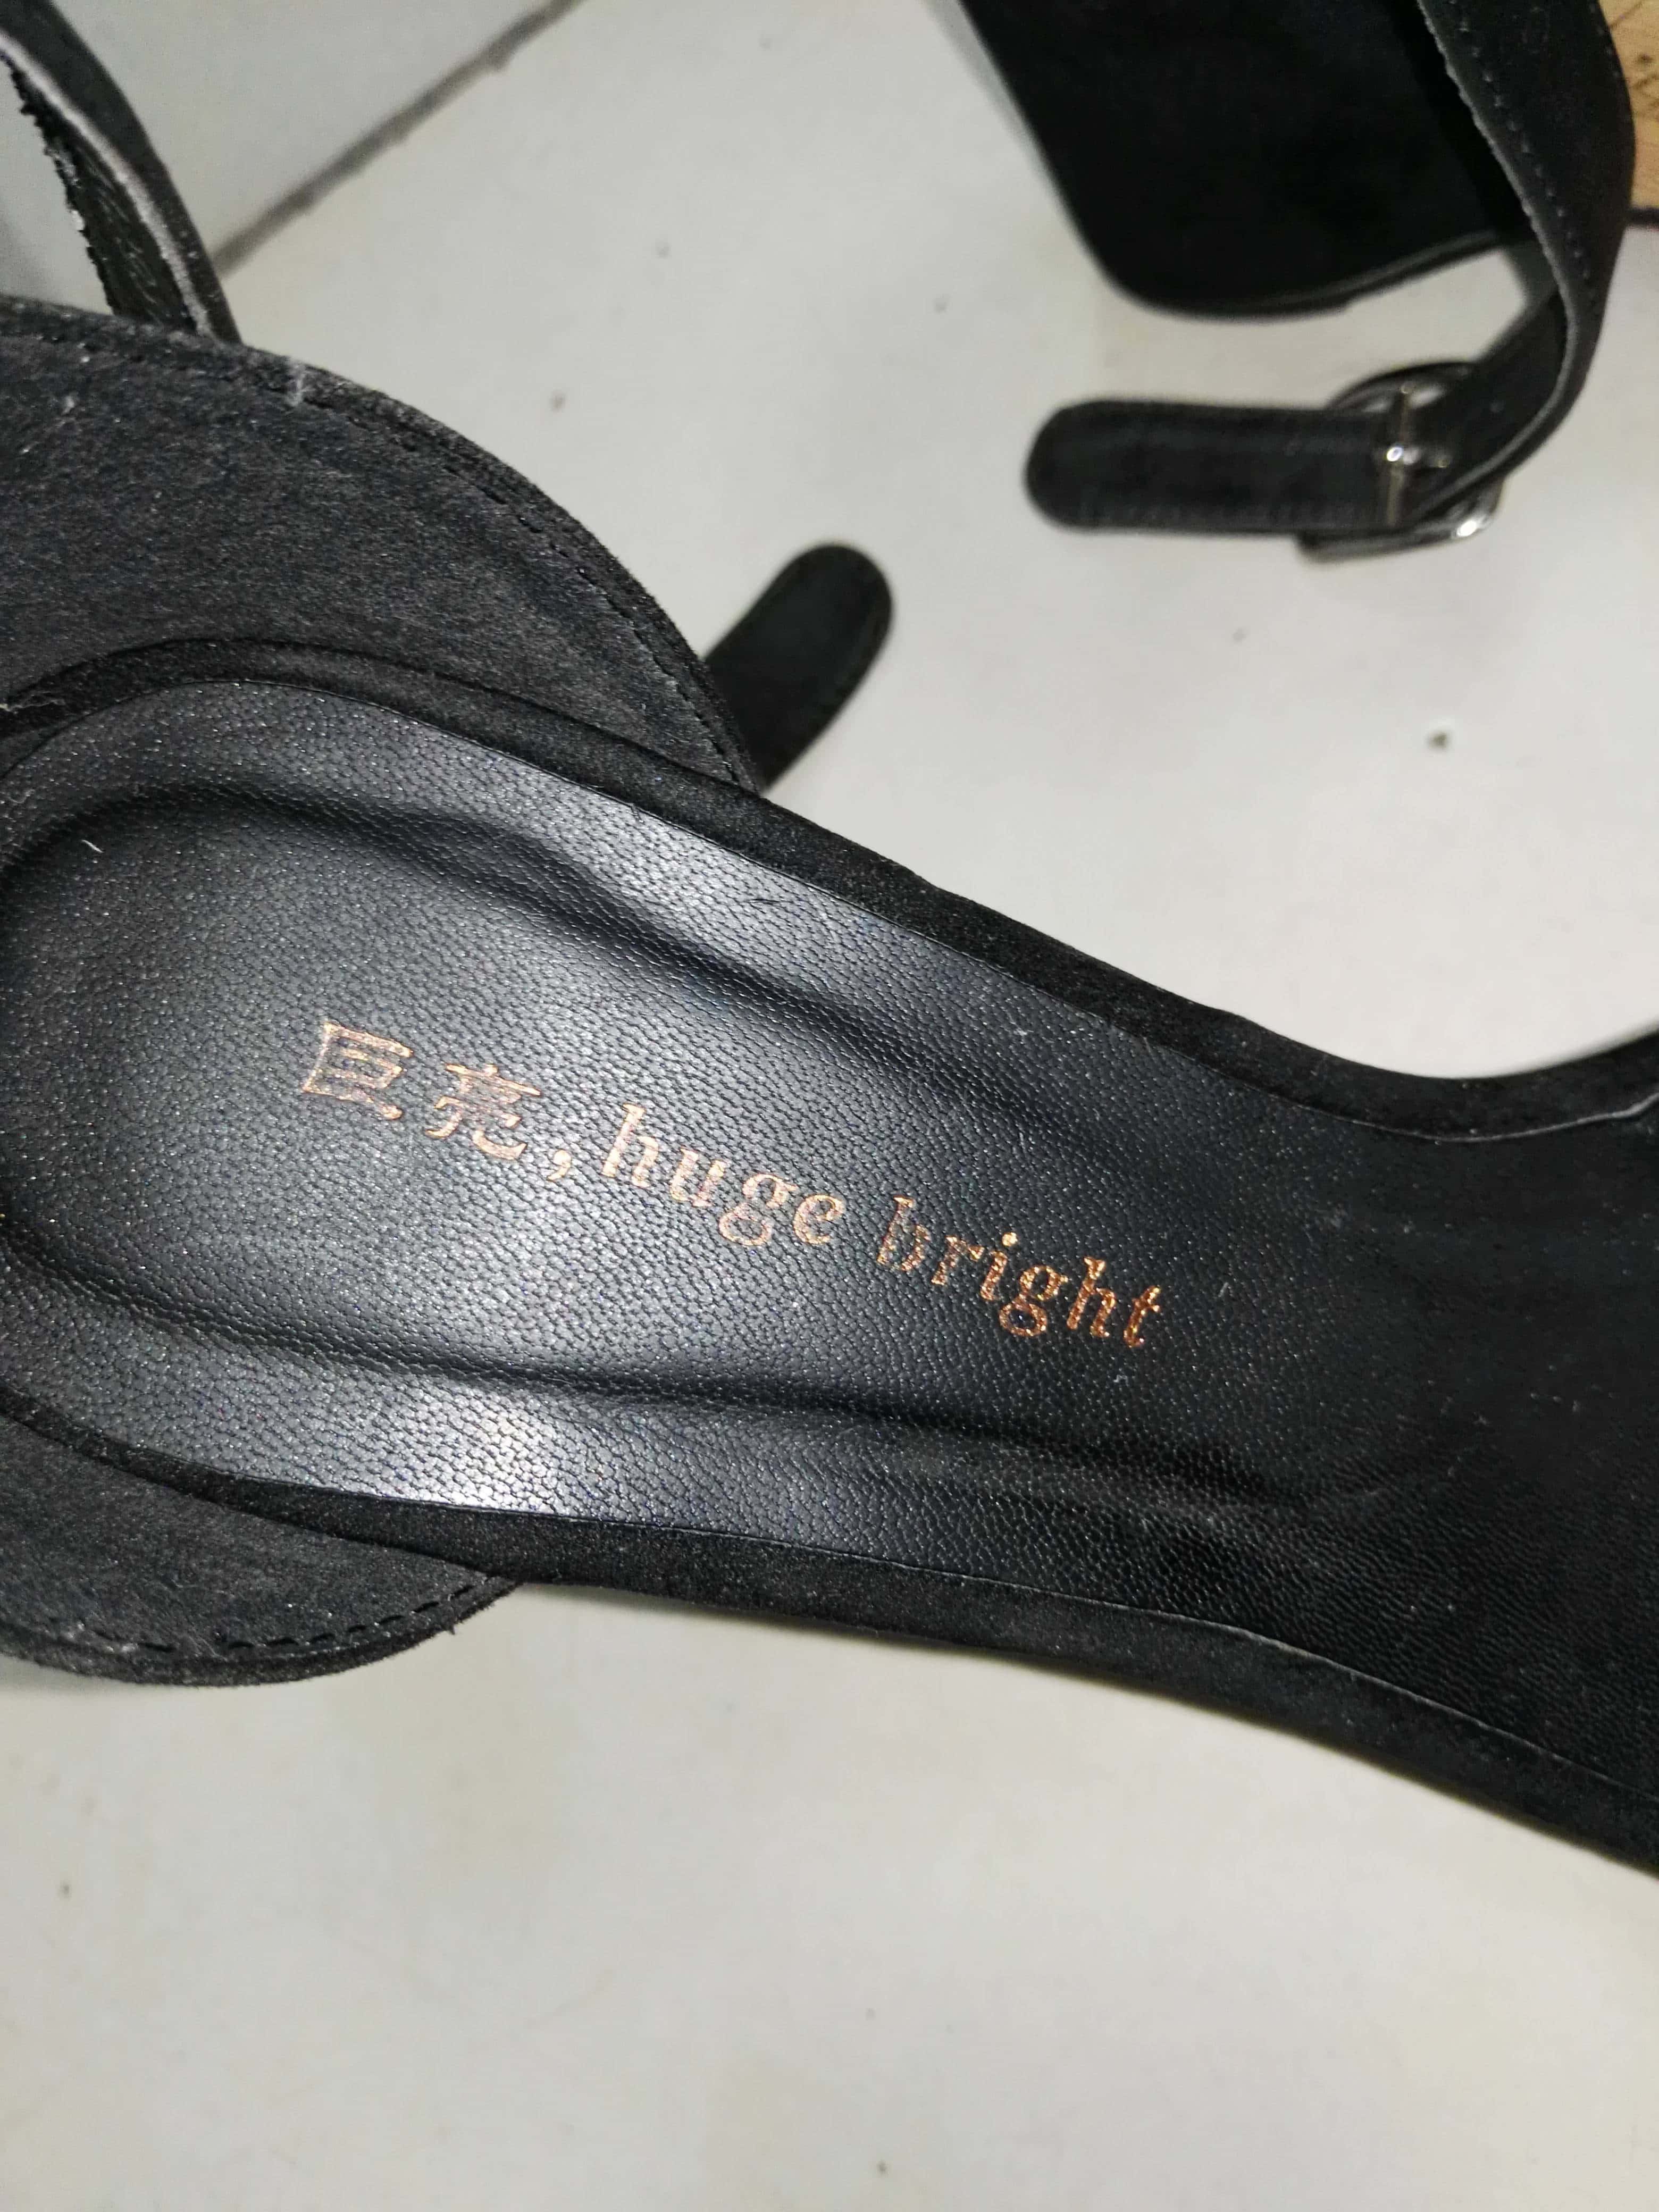 巨亮,huge bright